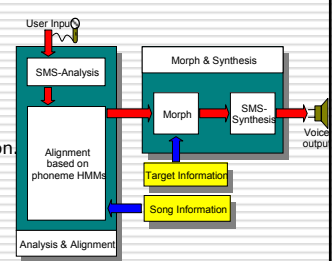 User Input
SMS-Analysis
Morph & Synthesis
Morph
SMS-
Synthesis
Voice
output
on.
Alignment
based on
phoneme HMMs
Target Information
Song Information
Analysis & Alignment